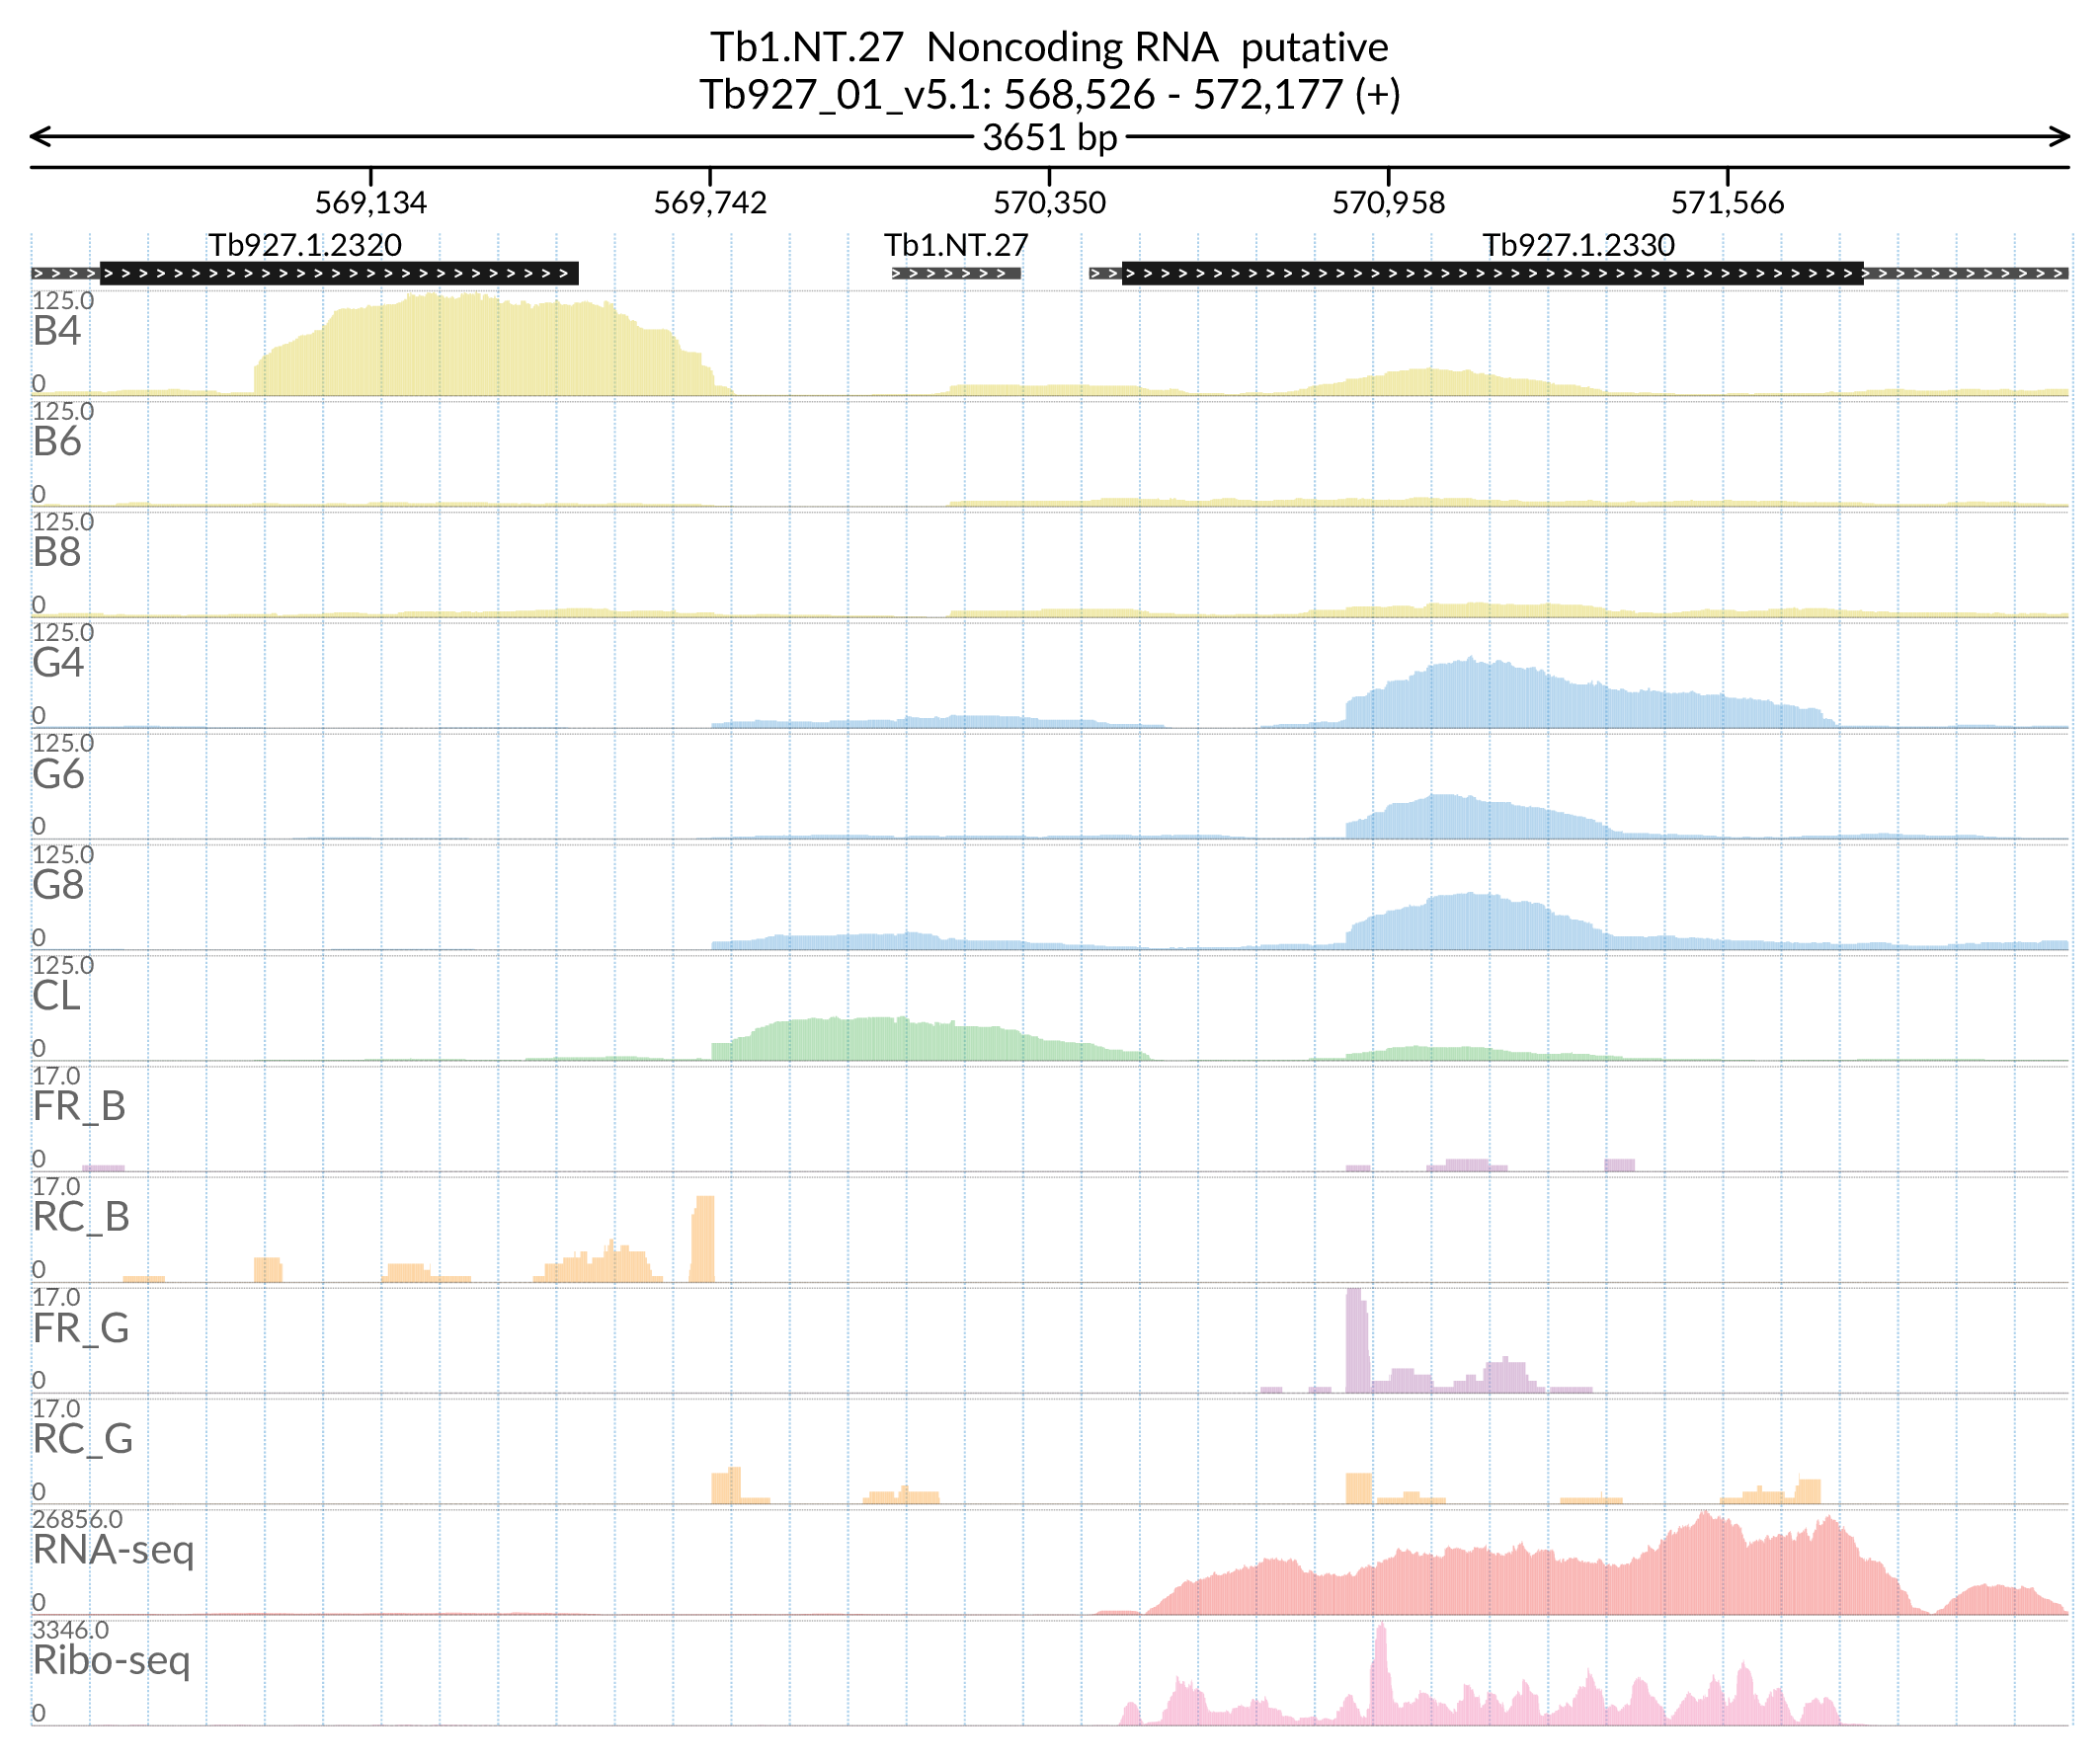 Tb1.NT.27 Noncoding RNA putative
Tb927_01_v5.1: 568,526 - 572,177 (+)
3651 bp
569,134 569,742 570,350 570,958 571,566
Tb927.1.2320 Tb1.NT.27 Tb927.1.2330
125.0
B4
0
125.0
B6
0
125.0
B8
0
125.0
G4
0
125.0
G6
0
125.0
G8
0
125.0
CL
0
17.0
FR_B
0
17.0
RC_B
0
17.0
FR_G
0
17.0
RC_G
0
26856.0
RNA-seq
0
3346.0
Ribo-seq
0